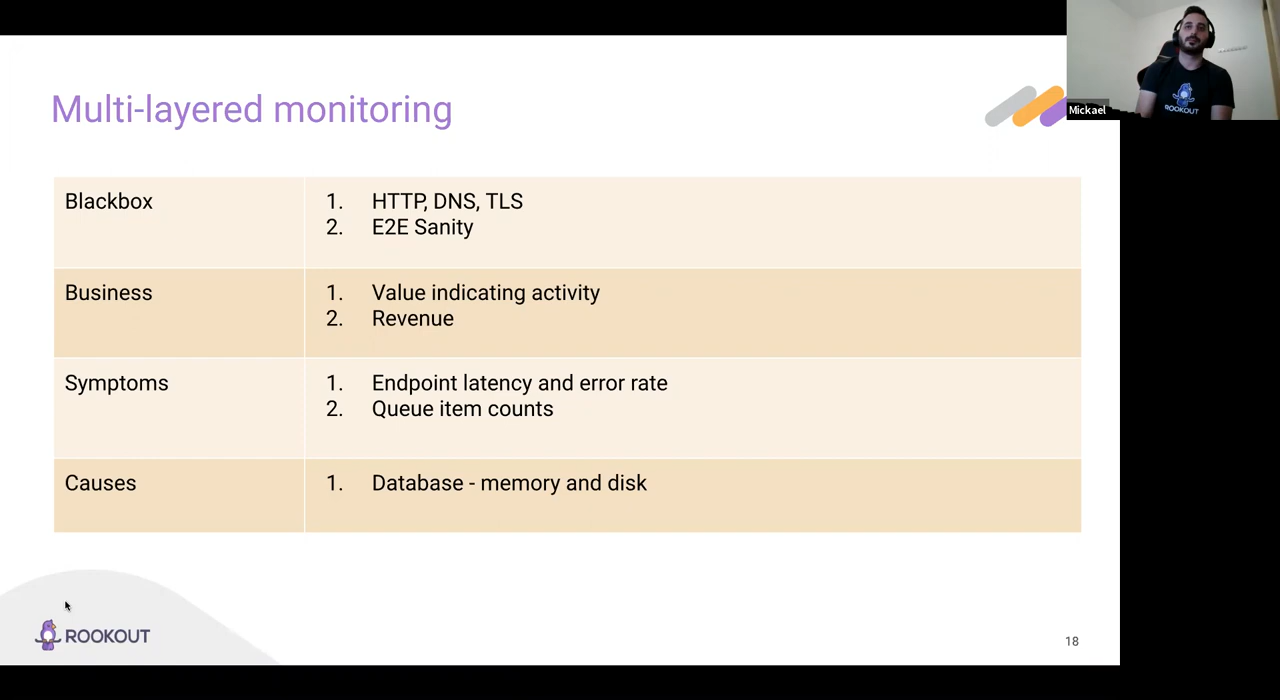 Multi-layered monitoring
Mickael
ROOKOUT
Blackbox
1. HTTP, DNS, TLS
2. E2E Sanity
Business
1. Value indicating activity
2. Revenue
Symptoms
1. Endpoint latency and error rate
2. Queue item counts
Causes
1. Database - memory and disk
ROOKOUT
18